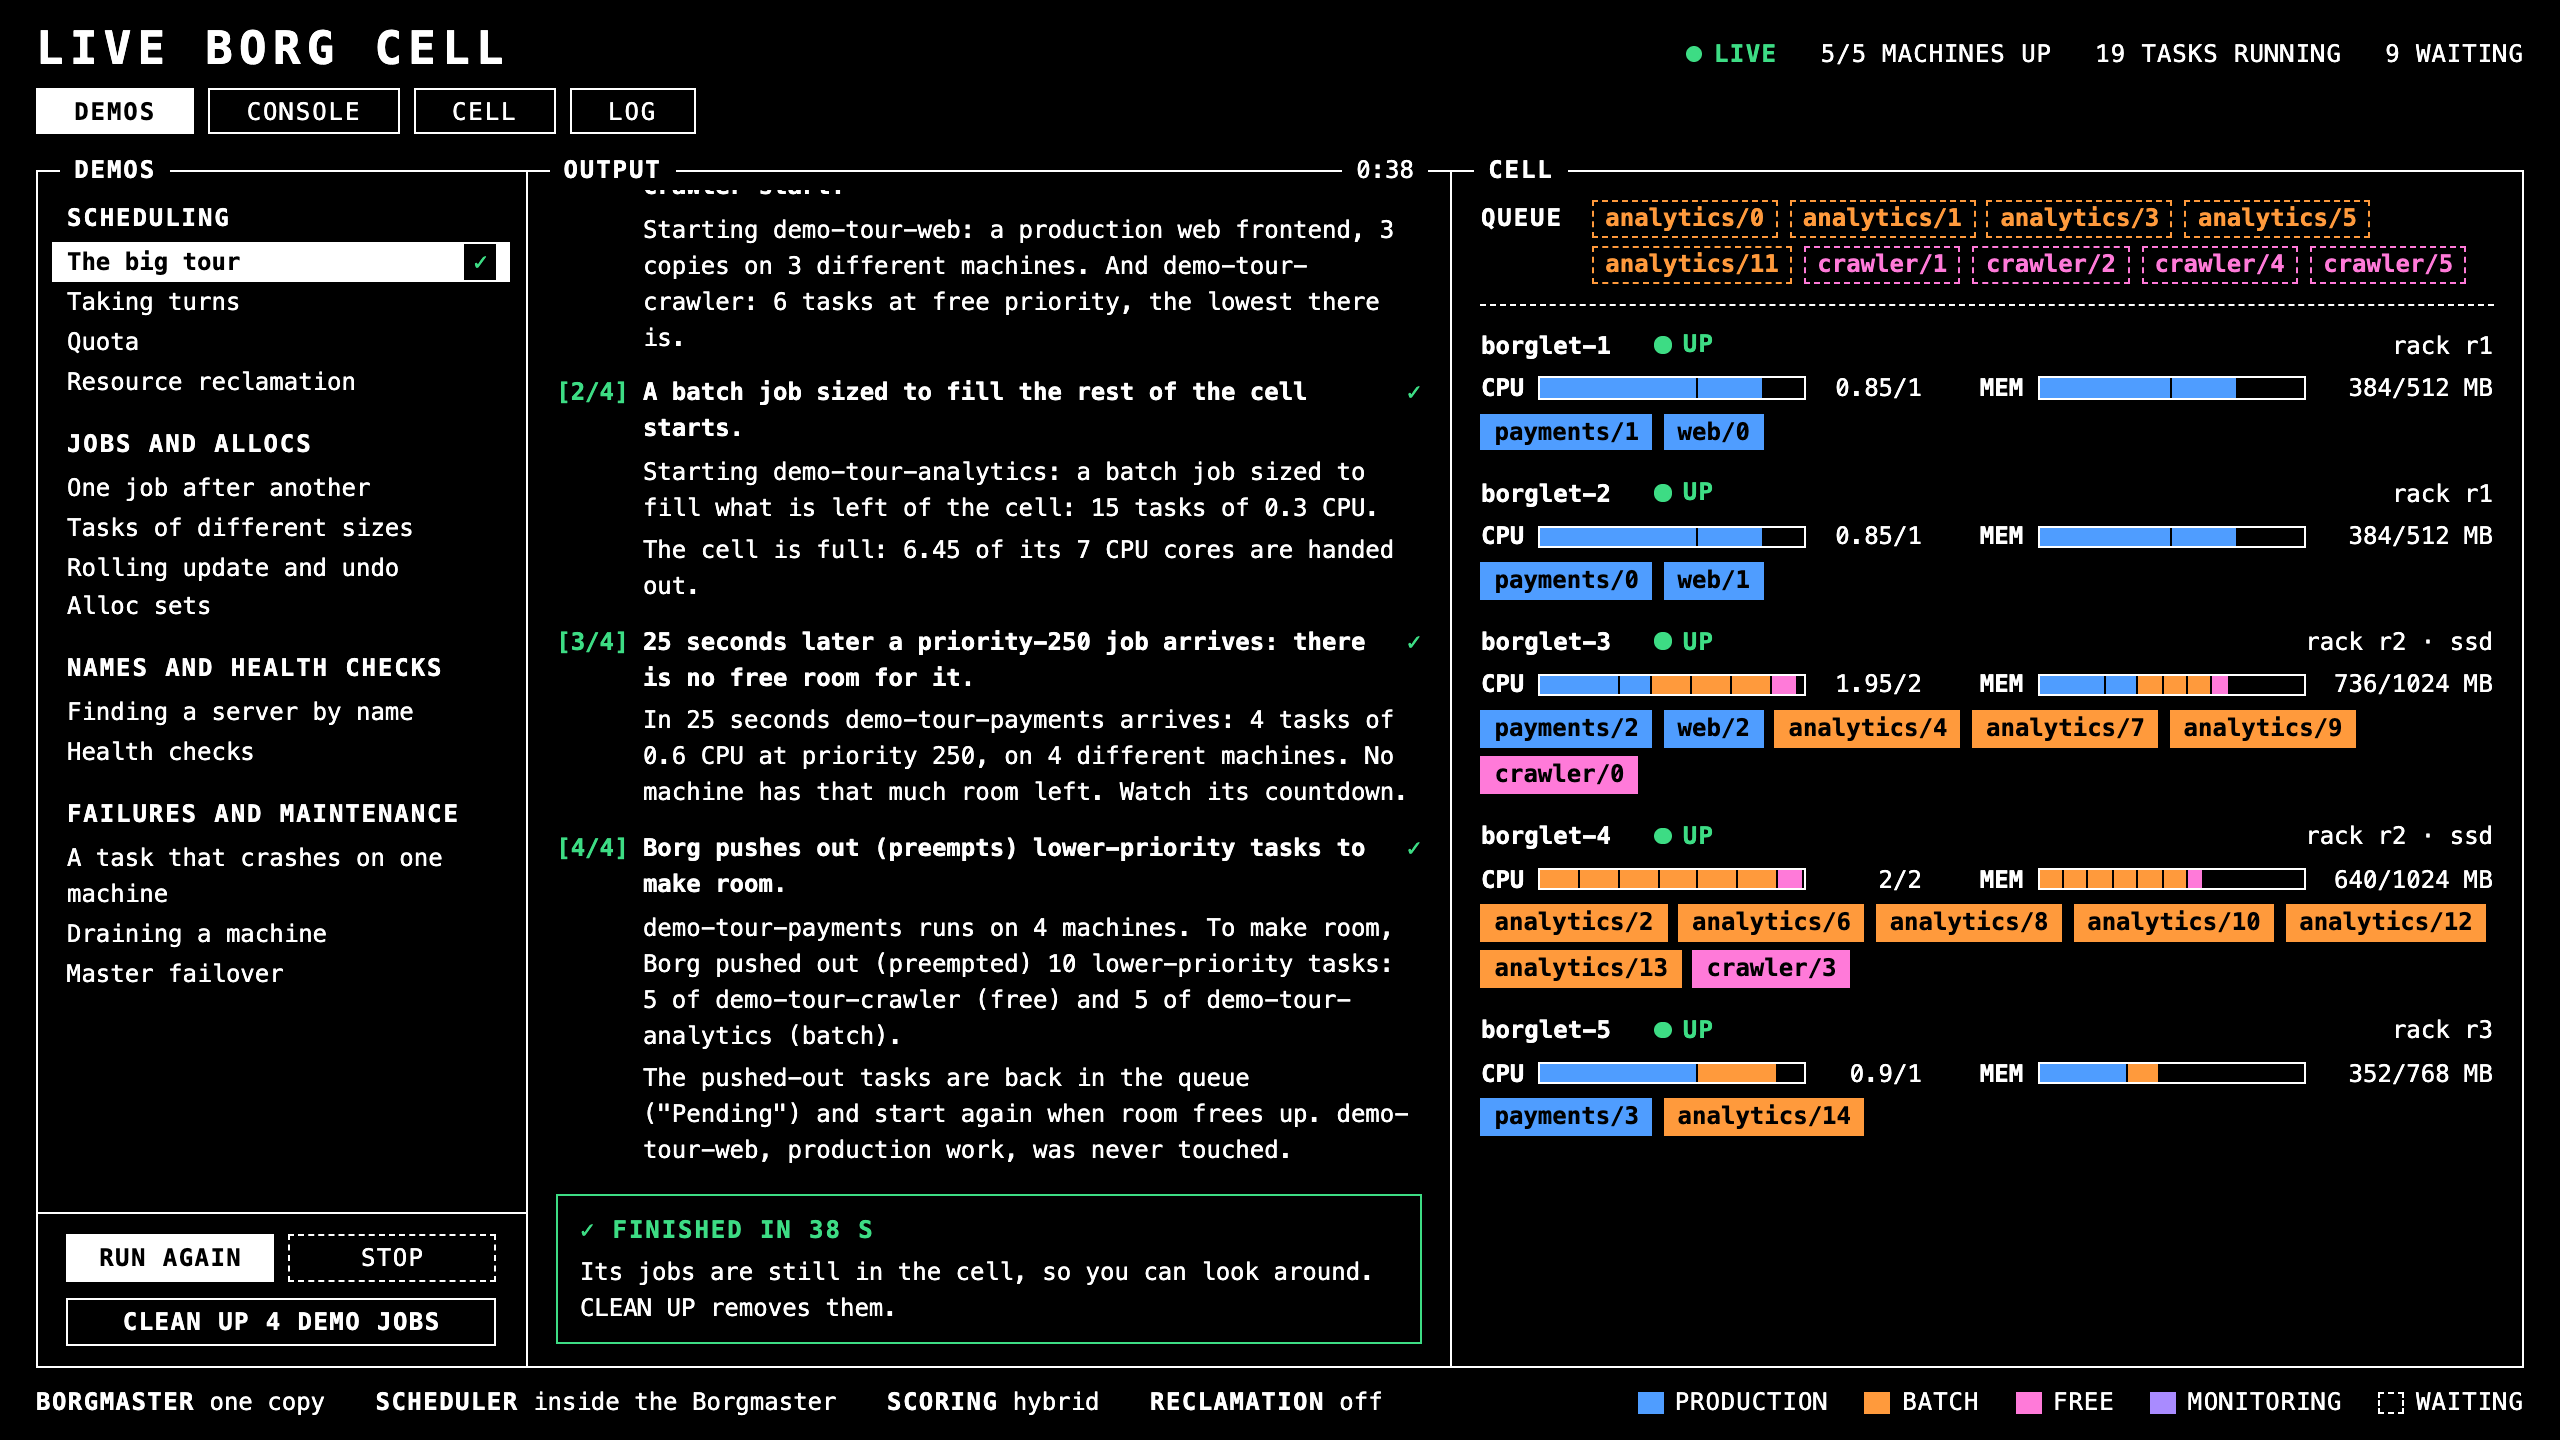 LIVE BORG CELL
● LIVE 5/5 MACHINES UP 19 TASKS RUNNING 9 WAITING
DEMOS CONSOLE CELL LOG
DEMOS
SCHEDULING
The big tour ✓
Taking turns
Quota
Resource reclamation
JOBS AND ALLOCS
One job after another
Tasks of different sizes
Rolling update and undo
Alloc sets
NAMES AND HEALTH CHECKS
Finding a server by name
Health checks
FAILURES AND MAINTENANCE
A task that crashes on one
machine
Draining a machine
Master failover
RUN AGAIN STOP
CLEAN UP 4 DEMO JOBS
OUTPUT 0:38
crawler start.
Starting demo-tour-web: a production web frontend, 3
copies on 3 different machines. And demo-tour-
crawler: 6 tasks at free priority, the lowest there
is.
[2/4] A batch job sized to fill the rest of the cell ✓
starts.
Starting demo-tour-analytics: a batch job sized to
fill what is left of the cell: 15 tasks of 0.3 CPU.
The cell is full: 6.45 of its 7 CPU cores are handed
out.
[3/4] 25 seconds later a priority-250 job arrives: there ✓
is no free room for it.
In 25 seconds demo-tour-payments arrives: 4 tasks of
0.6 CPU at priority 250, on 4 different machines. No
machine has that much room left. Watch its countdown.
[4/4] Borg pushes out (preempts) lower-priority tasks to ✓
make room.
demo-tour-payments runs on 4 machines. To make room,
Borg pushed out (preempted) 10 lower-priority tasks:
5 of demo-tour-crawler (free) and 5 of demo-tour-
analytics (batch).
The pushed-out tasks are back in the queue
("Pending") and start again when room frees up. demo-
tour-web, production work, was never touched.
✓ FINISHED IN 38 S
Its jobs are still in the cell, so you can look around.
CLEAN UP removes them.
CELL
QUEUE analytics/0 analytics/1 analytics/3 analytics/5
analytics/11 crawler/1 crawler/2 crawler/4 crawler/5
borglet-1 ● UP rack r1
CPU 0.85/1 MEM 384/512 MB
payments/1 web/0
borglet-2 ● UP rack r1
CPU 0.85/1 MEM 384/512 MB
payments/0 web/1
borglet-3 ● UP rack r2 · ssd
CPU 1.95/2 MEM 736/1024 MB
payments/2 web/2 analytics/4 analytics/7 analytics/9
crawler/0
borglet-4 ● UP rack r2 · ssd
CPU 2/2 MEM 640/1024 MB
analytics/2 analytics/6 analytics/8 analytics/10 analytics/12
analytics/13 crawler/3
borglet-5 ● UP rack r3
CPU 0.9/1 MEM 352/768 MB
payments/3 analytics/14
BORGMASTER one copy SCHEDULER inside the Borgmaster SCORING hybrid RECLAMATION off
PRODUCTION BATCH FREE MONITORING WAITING